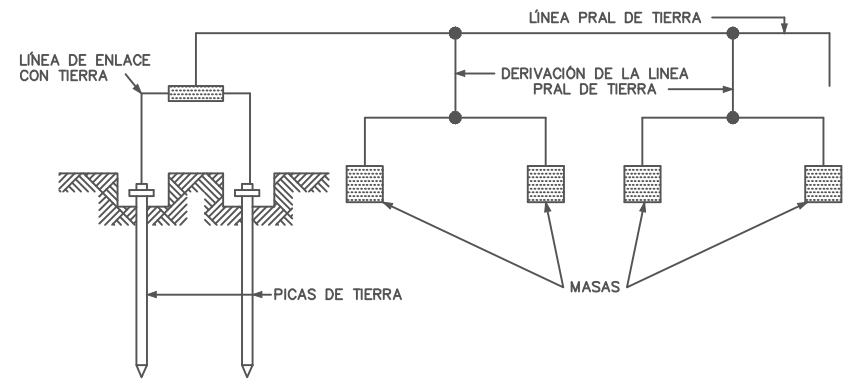 LÍNEA PRAL DE TIERRA
LÍNEA DE ENLACE
CON TIERRA
DERIVACIÓN DE LA LINEA
PRAL DE TIERRA
MASAS
PICAS DE TIERRA